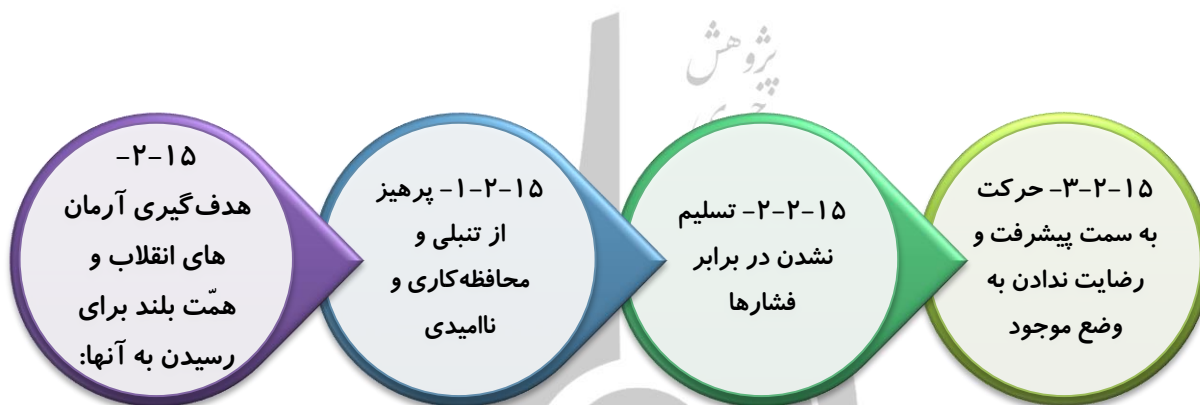 پژوهش
۱۵-۲-
هدف‌گیری آرمان
های انقلاب و
همّت بلند برای
رسیدن به آنها:
۱۵-۲-۱- پرهیز
از تنبلی و
محافظه‌کاری و
ناامیدی
۱۵-۲-۲- تسلیم
نشدن در برابر
فشارها
۱۵-۲-۳- حرکت
به سمت پیشرفت و
رضایت ندادن به
وضع موجود